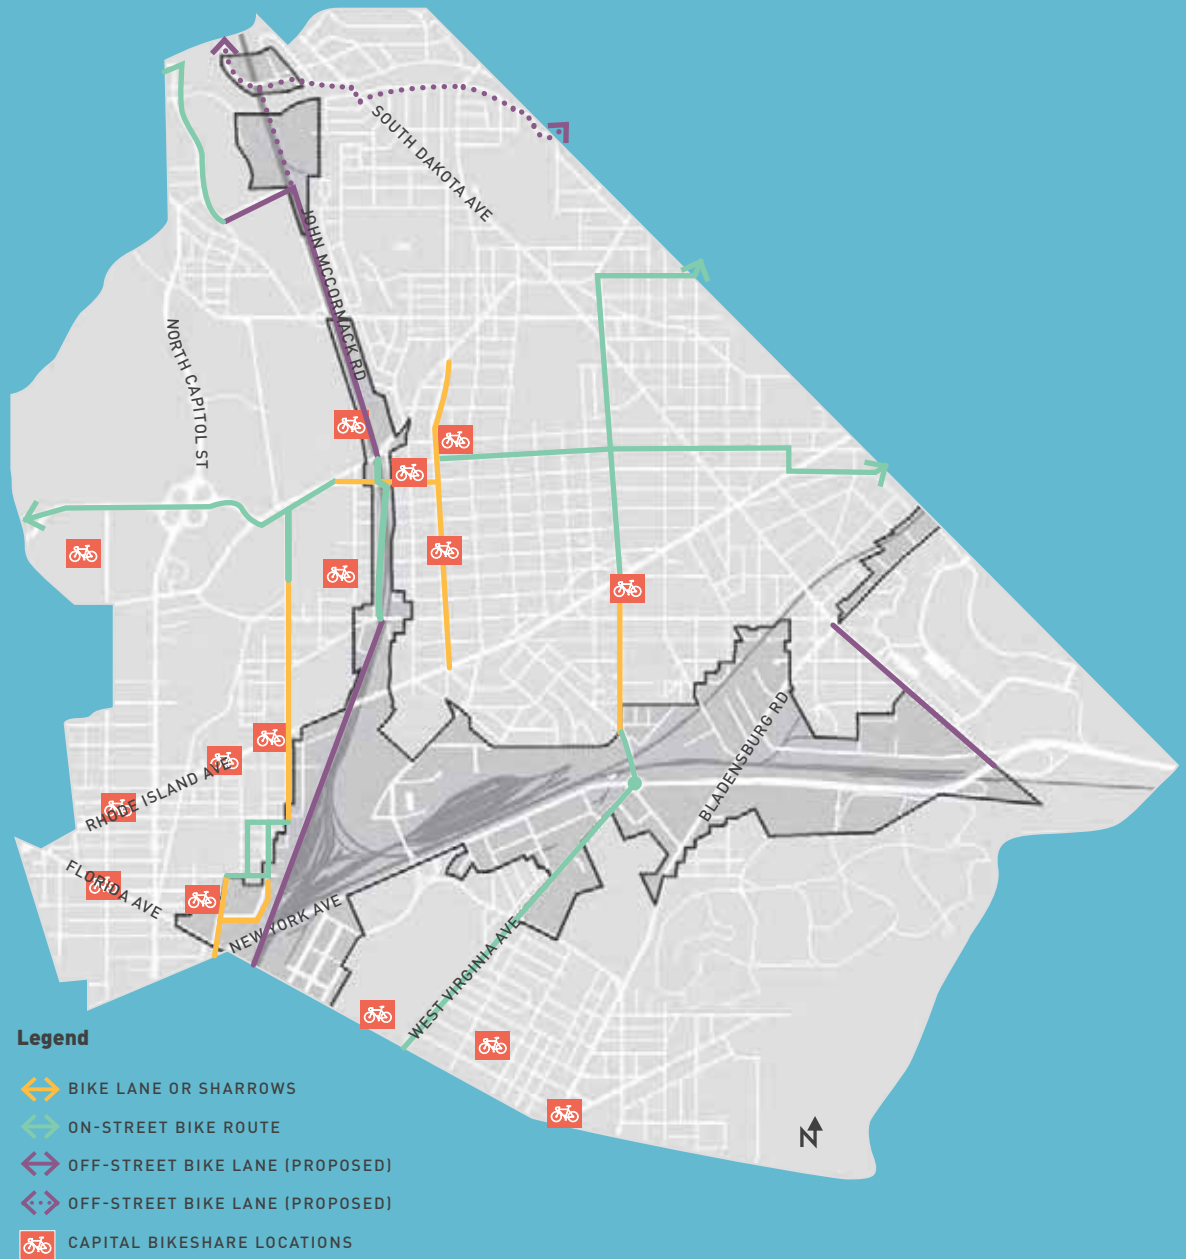 SOUTH DAKOTA AVE
JOHN MCCORMACK RD
NORTH CAPITOL ST
BLADENSBURG RD
RHODE ISLAND AVE
FLORIDA AVE
NEW YORK AVE
WEST VIRGINIA AVE
Legend
BIKE LANE OR SHARROWS
ON-STREET BIKE ROUTE
OFF-STREET BIKE LANE (PROPOSED)
OFF-STREET BIKE LANE (PROPOSED)
CAPITAL BIKESHARE LOCATIONS
N